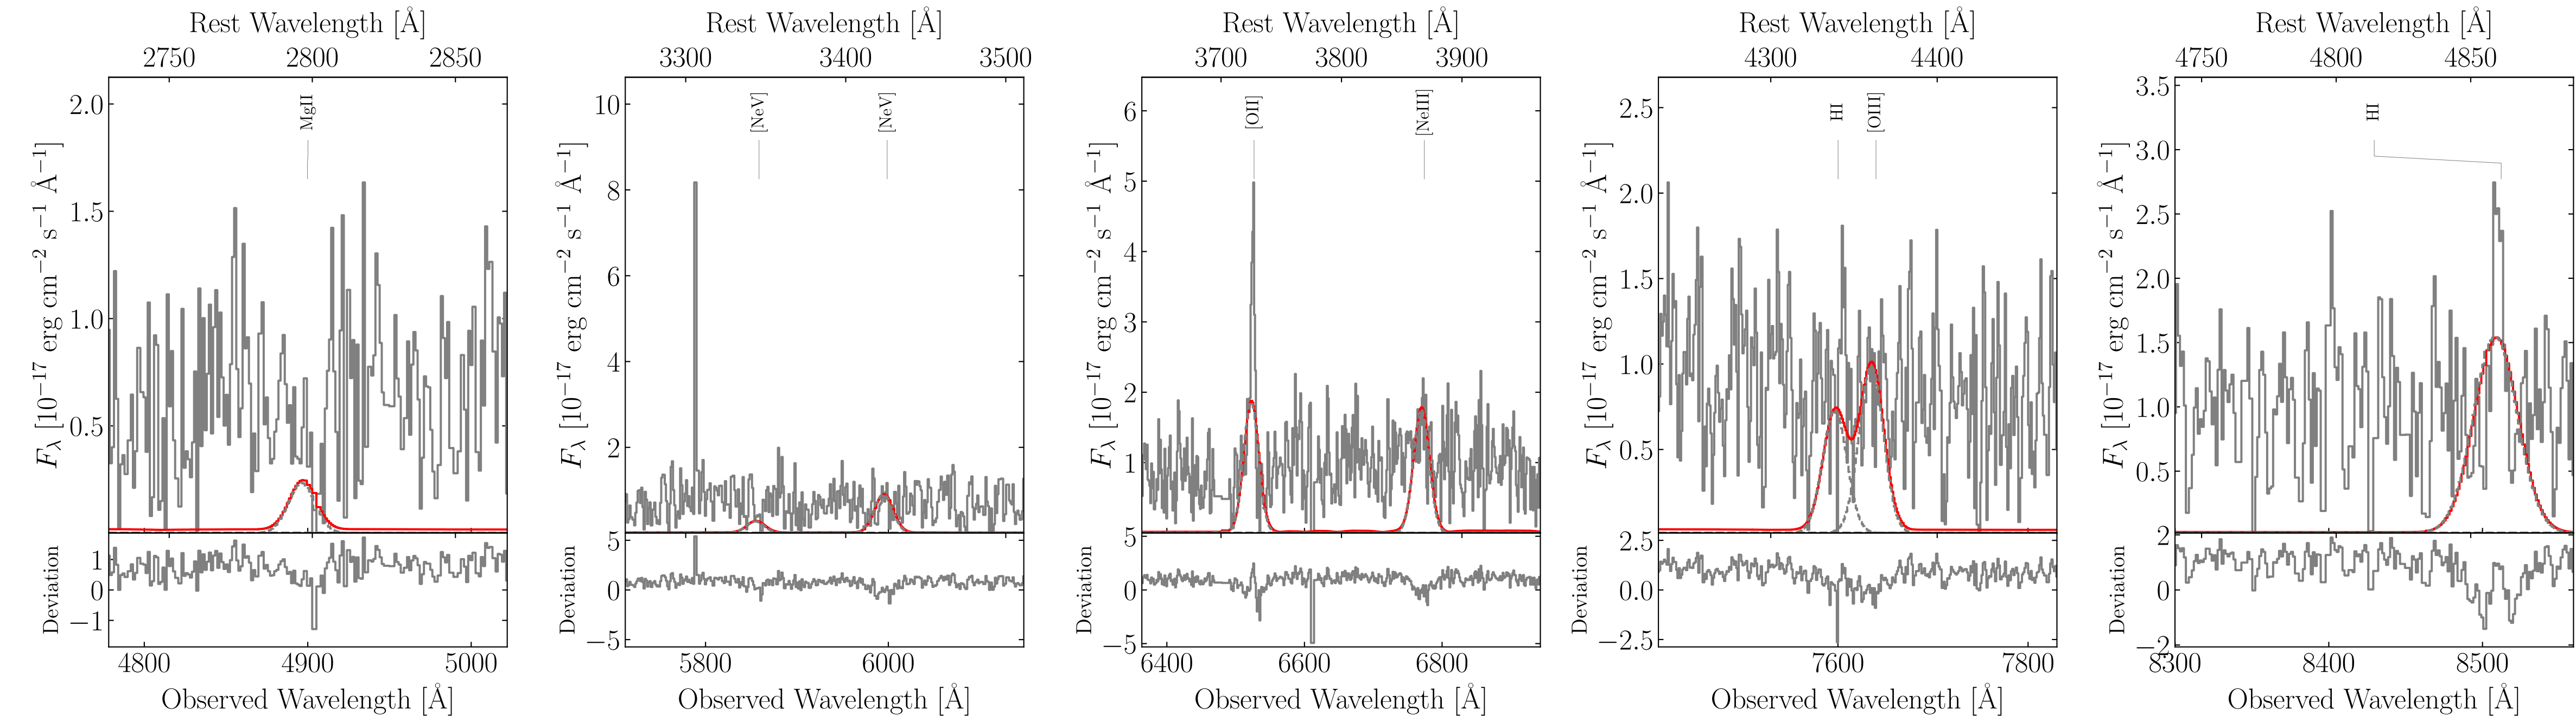 Rest Wavelength [Å]
2750 2800 2850
MgII
2.0
1.5
1.0
0.5
F_λ [10^−17 erg cm^−2 s^−1 Å^−1]
1
0
−1
Deviation
4800 4900 5000
Observed Wavelength [Å]
Rest Wavelength [Å]
3300 3400 3500
[NeV] [NeV]
10
8
6
4
2
F_λ [10^−17 erg cm^−2 s^−1 Å^−1]
5
0
−5
Deviation
5800 6000
Observed Wavelength [Å]
Rest Wavelength [Å]
3700 3800 3900
[OII] [NeIII]
6
5
4
3
2
1
F_λ [10^−17 erg cm^−2 s^−1 Å^−1]
5
0
−5
Deviation
6400 6600 6800
Observed Wavelength [Å]
Rest Wavelength [Å]
4300 4400
HI [OIII]
2.5
2.0
1.5
1.0
0.5
F_λ [10^−17 erg cm^−2 s^−1 Å^−1]
2.5
0.0
−2.5
Deviation
7600 7800
Observed Wavelength [Å]
Rest Wavelength [Å]
4750 4800 4850
HI
3.5
3.0
2.5
2.0
1.5
1.0
0.5
F_λ [10^−17 erg cm^−2 s^−1 Å^−1]
2
0
−2
Deviation
8300 8400 8500
Observed Wavelength [Å]